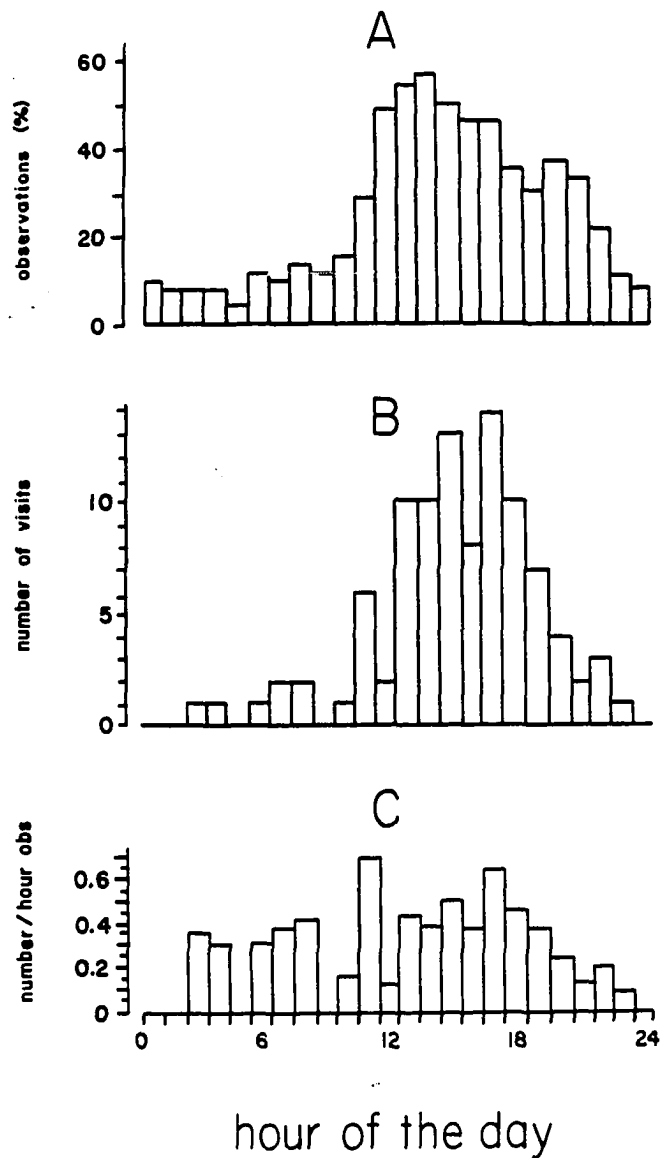 A
60
40
20
0
observations (%)
B
10
5
0
number of visits
C
0.6
0.4
0.2
0
number/hour obs
0 6 12 18 24
hour of the day